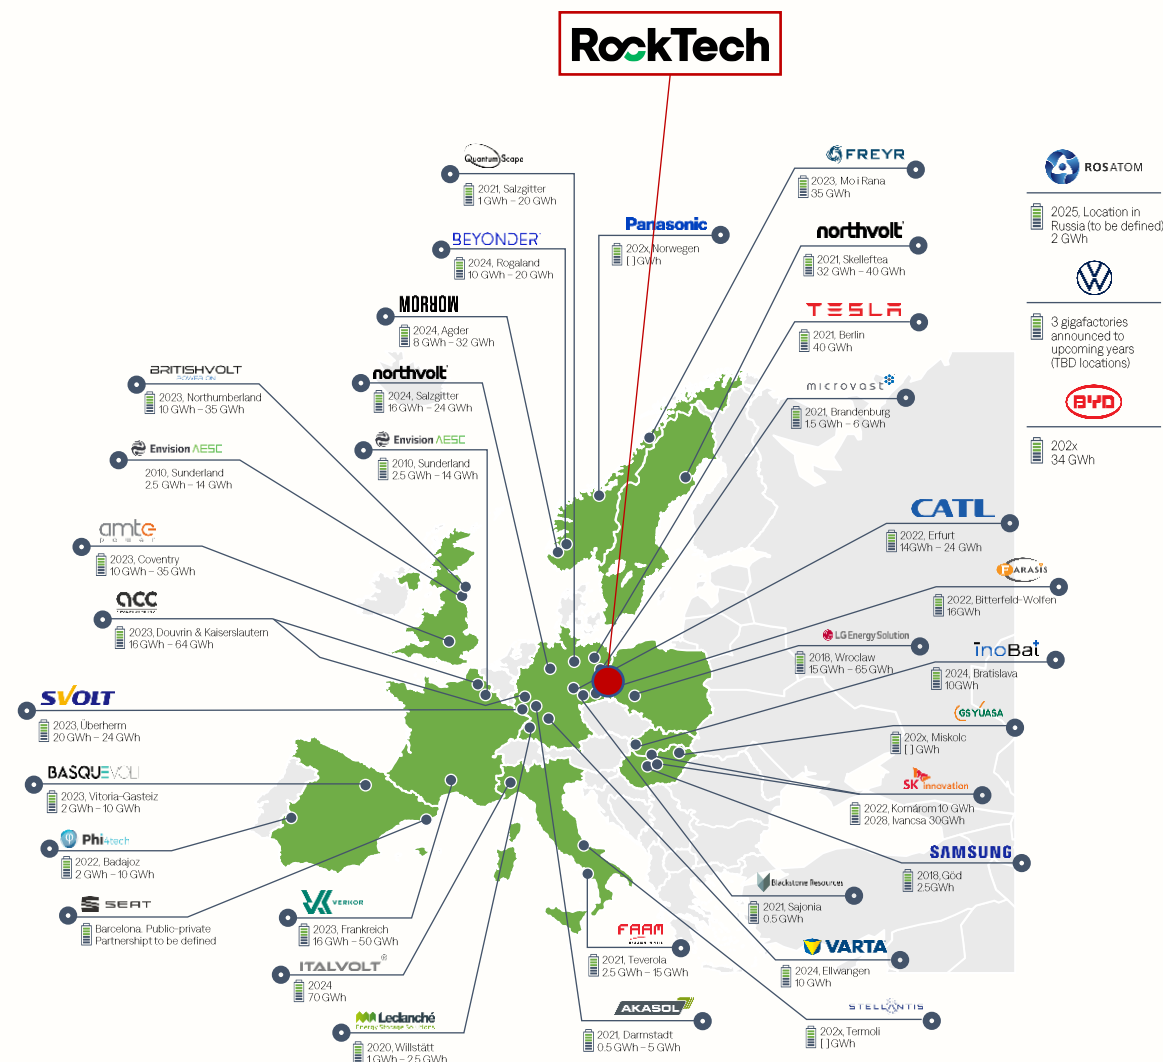 RockTech
QuantumScape
2021, Salzgitter
1 GWh – 20 GWh
BEYONDER
2024, Rogaland
10 GWh – 20 GWh
MORROW
2024, Agder
8 GWh – 32 GWh
northvolt
2024, Salzgitter
16 GWh – 24 GWh
Envision AESC
2010, Sunderland
2.5 GWh – 14 GWh
BRITISHVOLT
POWER ON
2023, Northumberland
10 GWh – 35 GWh
Envision AESC
2010, Sunderland
2.5 GWh – 14 GWh
amte
power
2023, Coventry
10 GWh – 35 GWh
acc
2023, Douvrin & Kaiserslautern
16 GWh – 64 GWh
SVOLT
2023, Überherm
20 GWh – 24 GWh
BASQUEVOLT
2023, Vitoria-Gasteiz
2 GWh – 10 GWh
Phi4tech
2022, Badajoz
2 GWh – 10 GWh
SEAT
Barcelona. Public-private
Partnershipt to be defined
VERKOR
2023, Frankreich
16 GWh – 50 GWh
ITALVOLT®
2024
70 GWh
Leclanché
Energy Storage Solutions
2020, Willstätt
1 GWh – 2.5 GWh
Panasonic
202x, Norwegen
[ ] GWh
FREYR
2023, Mo i Rana
35 GWh
northvolt
2021, Skelleftea
32 GWh – 40 GWh
TESLA
2021, Berlin
40 GWh
microvast
2021, Brandenburg
1.5 GWh – 6 GWh
CATL
2022, Erfurt
14GWh – 24 GWh
FARASIS
2022, Bitterfeld-Wolfen
16GWh
LG Energy Solution
2018, Wroclaw
15 GWh – 65 GWh
inoBat
2024, Bratislava
10GWh
GS YUASA
202x, Miskolc
[ ] GWh
SK innovation
2022, Kornárom 10 GWh
2028, Ivancsa 30GWh
SAMSUNG
2018, Göd
2.5GWh
Blackstone Resources
2021, Sajonia
0.5 GWh
VARTA
2024, Ellwangen
10 GWh
STELLANTIS
202x, Termoli
[ ] GWh
FAAM
2021, Teverola
2.5 GWh – 15 GWh
AKASOL
2021, Darmstadt
0.5 GWh – 5 GWh
ROSATOM
2025, Location in
Russia (to be defined)
2 GWh
VW
3 gigafactories
announced to
upcoming years
(TBD locations)
BYD
202x
34 GWh